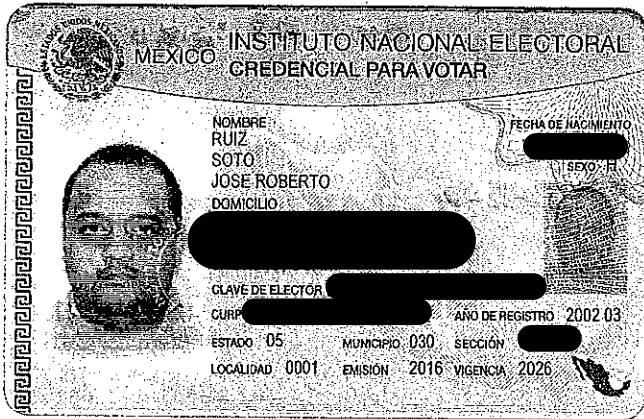 MÉXICO INSTITUTO NACIONAL ELECTORAL
CREDENCIAL PARA VOTAR
NOMBRE
RUIZ
SOTO
JOSE ROBERTO
FECHA DE NACIMIENTO
SEXO H
DOMICILIO
CLAVE DE ELECTOR
CURP
AÑO DE REGISTRO 2002 03
ESTADO 05 MUNICIPIO 030 SECCIÓN
LOCALIDAD 0001 EMISIÓN 2016 VIGENCIA 2026